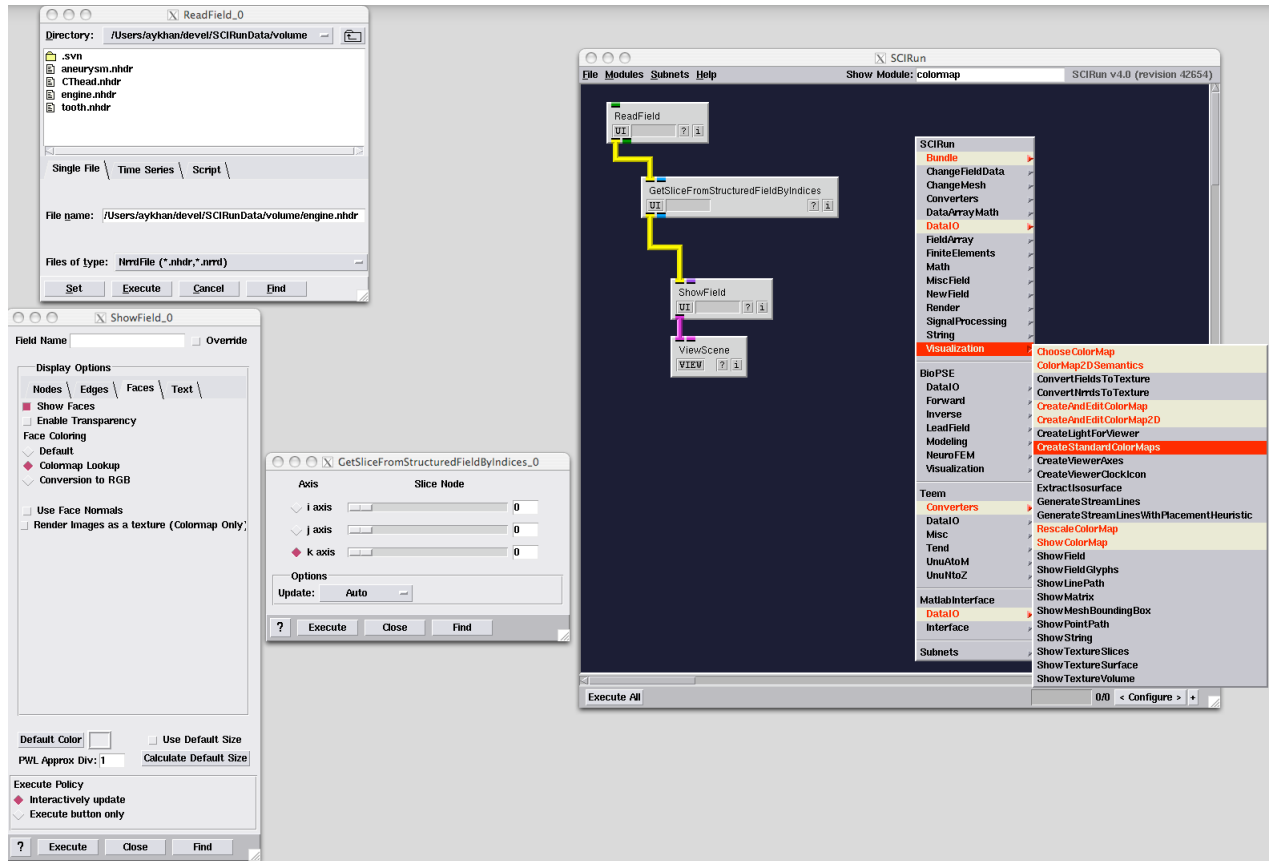 ReadField_0
Directory: /Users/aykhan/devel/SCIRunData/volume
.svn
aneurysm.nhdr
CThead.nhdr
engine.nhdr
tooth.nhdr
Single File Time Series Script
File name: /Users/aykhan/devel/SCIRunData/volume/engine.nhdr
Files of type: NrrdFile (*.nhdr,*.nrrd)
Set Execute Cancel Find
ShowField_0
Field Name Override
Display Options
Nodes Edges Faces Text
Show Faces
Enable Transparency
Face Coloring
Default
Colormap Lookup
Conversion to RGB
Use Face Normals
Render Images as a texture (Colormap Only)
Default Color Use Default Size
PWL Approx Div: 1 Calculate Default Size
Execute Policy
Interactively update
Execute button only
? Execute Close Find
GetSliceFromStructuredFieldByIndices_0
Axis Slice Node
i axis 0
j axis 0
k axis 0
Options
Update: Auto
? Execute Close Find
SCIRun
File Modules Subnets Help Show Module: colormap SCIRun v4.0 (revision 42654)
ReadField
UI ? i
GetSliceFromStructuredFieldByIndices
UI ? i
ShowField
UI ? i
ViewScene
VIEW ? i
SCIRun
Bundle
ChangeFieldData
ChangeMesh
Converters
DataArrayMath
DataIO
FieldArray
FiniteElements
Math
MiscField
NewField
Render
SignalProcessing
String
Visualization
BioPSE
DataIO
Forward
Inverse
LeadField
Modeling
NeuroFEM
Visualization
Teem
Converters
DataIO
Misc
Tend
UnuAtoM
UnuNtoZ
MatlabInterface
DataIO
Interface
Subnets
ChooseColorMap
ColorMap2DSemantics
ConvertFieldsToTexture
ConvertNrrdsToTexture
CreateAndEditColorMap
CreateAndEditColorMap2D
CreateLightForViewer
CreateStandardColorMaps
CreateViewerAxes
CreateViewerClockIcon
ExtractIsosurface
GenerateStreamLines
GenerateStreamLinesWithPlacementHeuristic
RescaleColorMap
ShowColorMap
ShowField
ShowFieldGlyphs
ShowLinePath
ShowMatrix
ShowMeshBoundingBox
ShowPointPath
ShowString
ShowTextureSlices
ShowTextureSurface
ShowTextureVolume
Execute All 0/0 < Configure > +